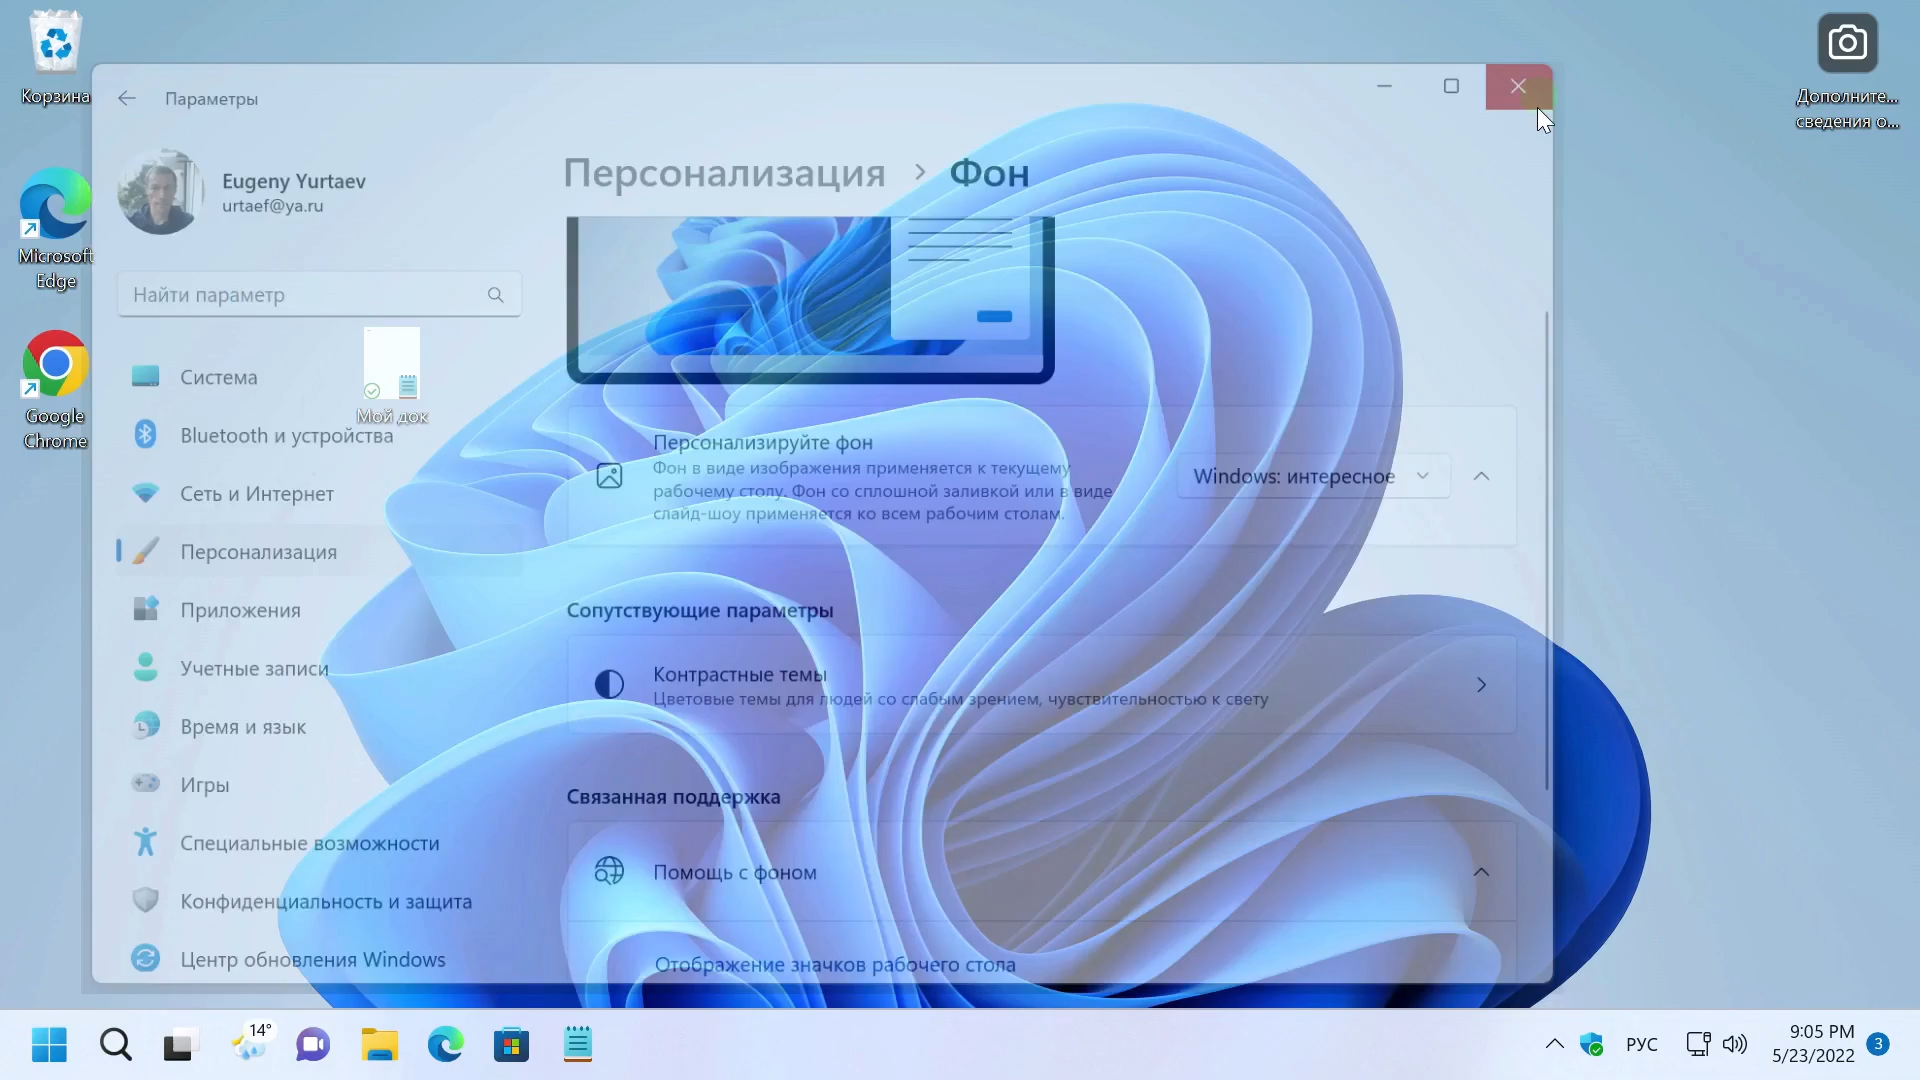 Корзина
Microsoft
Edge
Google
Chrome
Параметры
Eugeny Yurtaev
urtaef@ya.ru
Найти параметр
Система
Bluetooth и устройства
Сеть и Интернет
Персонализация
Приложения
Учетные записи
Время и язык
Игры
Специальные возможности
Конфиденциальность и защита
Центр обновления Windows
Мой док
Персонализация > Фон
Персонализируйте фон
Фон в виде изображения применяется к текущему
рабочему столу. Фон со сплошной заливкой или в виде
слайд-шоу применяется ко всем рабочим столам.
Windows: интересное
Сопутствующие параметры
Контрастные темы
Цветовые темы для людей со слабым зрением, чувствительностью к свету
Связанная поддержка
Помощь с фоном
Отображение значков рабочего стола
Дополните...
сведения о...
14°
РУС
9:05 PM
5/23/2022
3